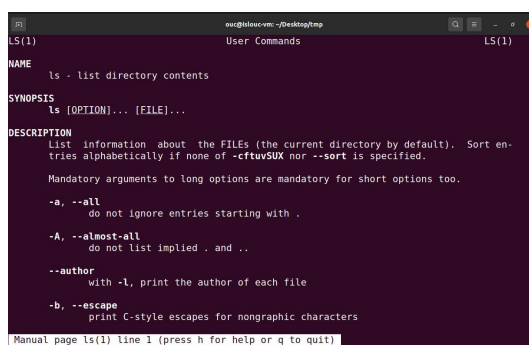 ouc@lslouc-vm: ~/Desktop/tmp
LS(1) User Commands LS(1)
NAME
ls - list directory contents
SYNOPSIS
ls [OPTION]... [FILE]...
DESCRIPTION
List information about the FILEs (the current directory by default). Sort en-
tries alphabetically if none of -cftuvSUX nor --sort is specified.
Mandatory arguments to long options are mandatory for short options too.
-a, --all
do not ignore entries starting with .
-A, --almost-all
do not list implied . and ..
--author
with -l, print the author of each file
-b, --escape
print C-style escapes for nongraphic characters
Manual page ls(1) line 1 (press h for help or q to quit)